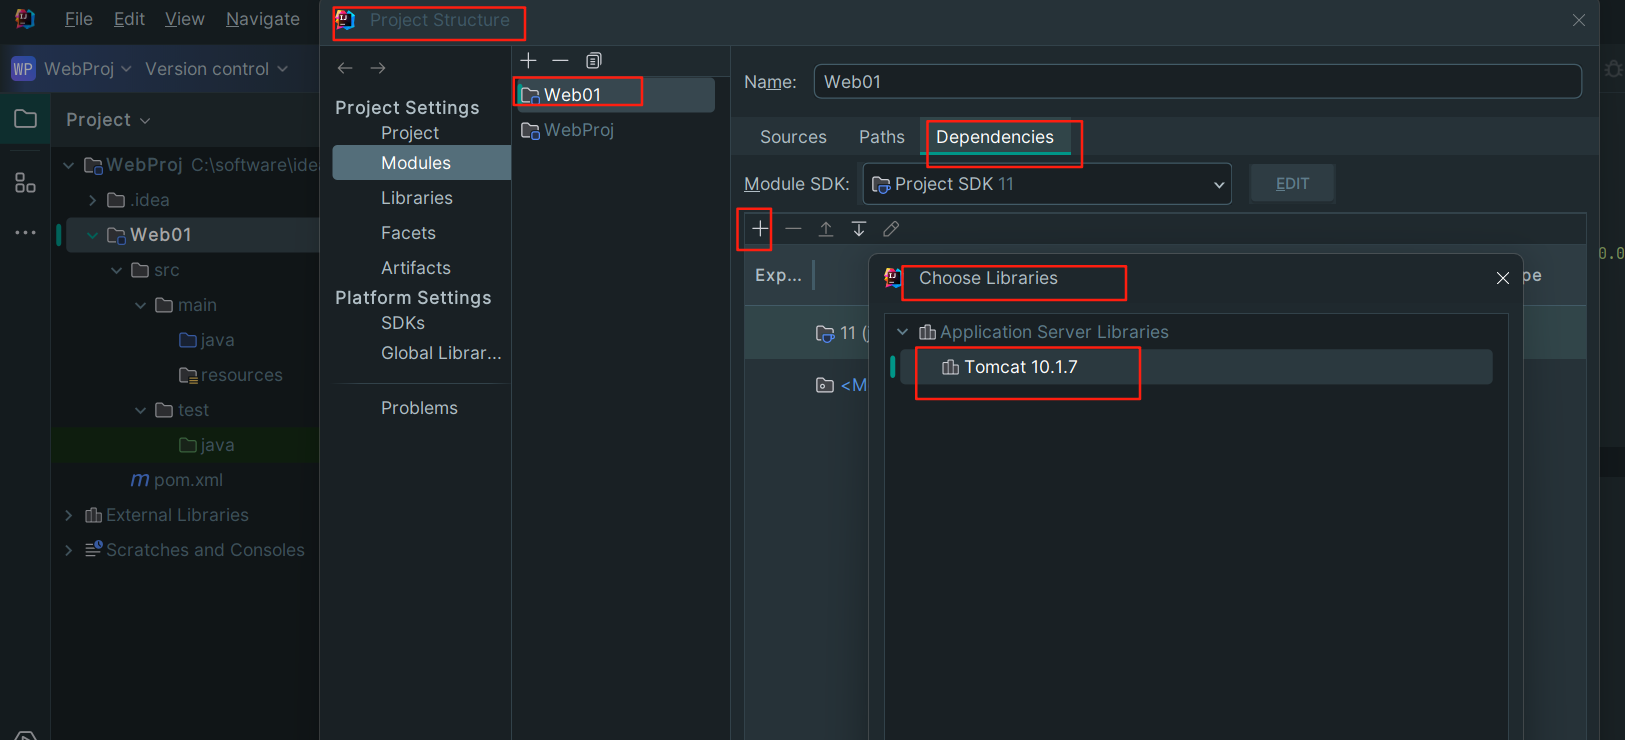 File Edit View Navigate
Project Structure
WP WebProj Version control
Project
WebProj C:\software\idea
.idea
Web01
src
main
java
resources
test
java
pom.xml
External Libraries
Scratches and Consoles
Project Settings
Project
Modules
Libraries
Facets
Artifacts
Platform Settings
SDKs
Global Librar...
Problems
Web01
WebProj
Name: Web01
Sources Paths Dependencies
Module SDK: Project SDK 11 EDIT
Exp... pe
11 (j
<M
Choose Libraries
Application Server Libraries
Tomcat 10.1.7
0.0